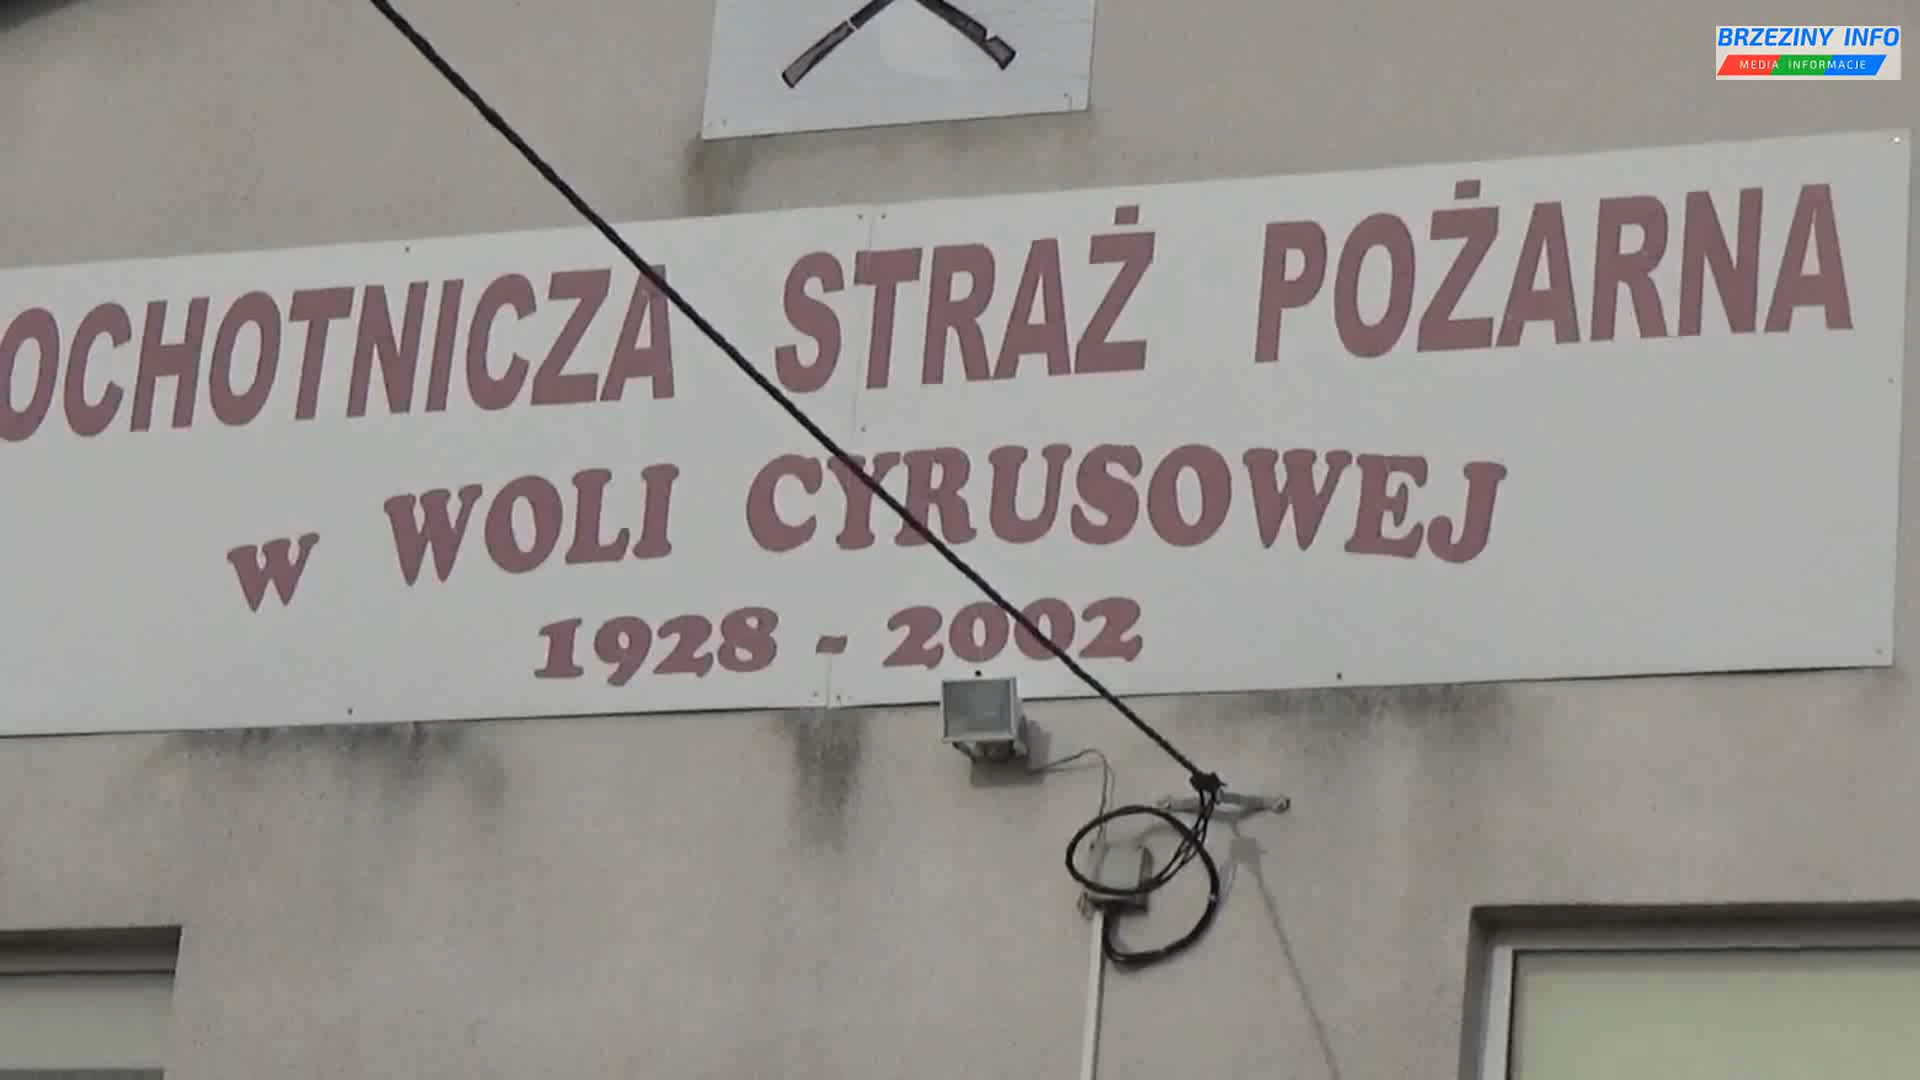 BRZEZINY INFO
MEDIA INFORMACJE
OCHOTNICZA STRAŻ POŻARNA
w WOLI CYRUSOWEJ
1928 - 2002